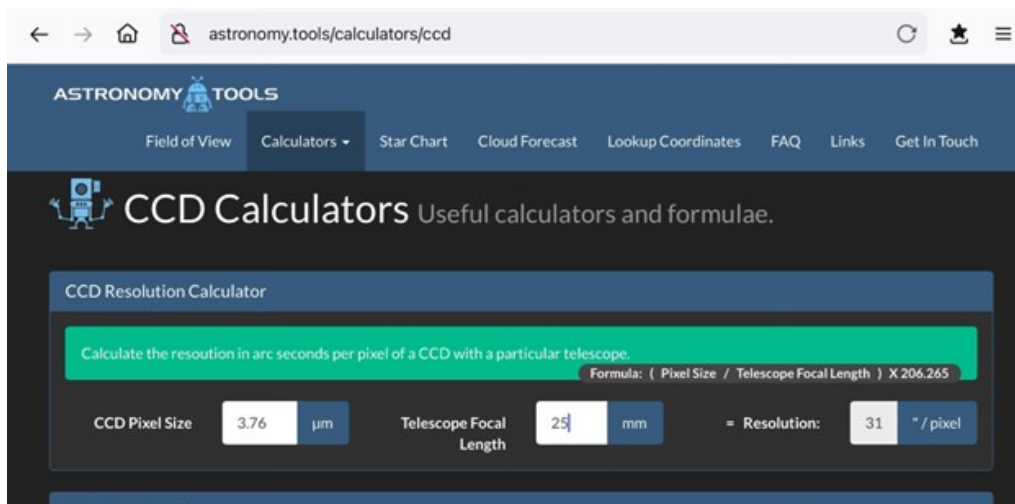 astronomy.tools/calculators/ccd
ASTRONOMY TOOLS
Field of View Calculators Star Chart Cloud Forecast Lookup Coordinates FAQ Links Get In Touch
CCD Calculators Useful calculators and formulae.
CCD Resolution Calculator
Calculate the resoution in arc seconds per pixel of a CCD with a particular telescope.
Formula: ( Pixel Size / Telescope Focal Length ) X 206.265
CCD Pixel Size 3.76 µm Telescope Focal Length 25 mm = Resolution: 31 "/ pixel